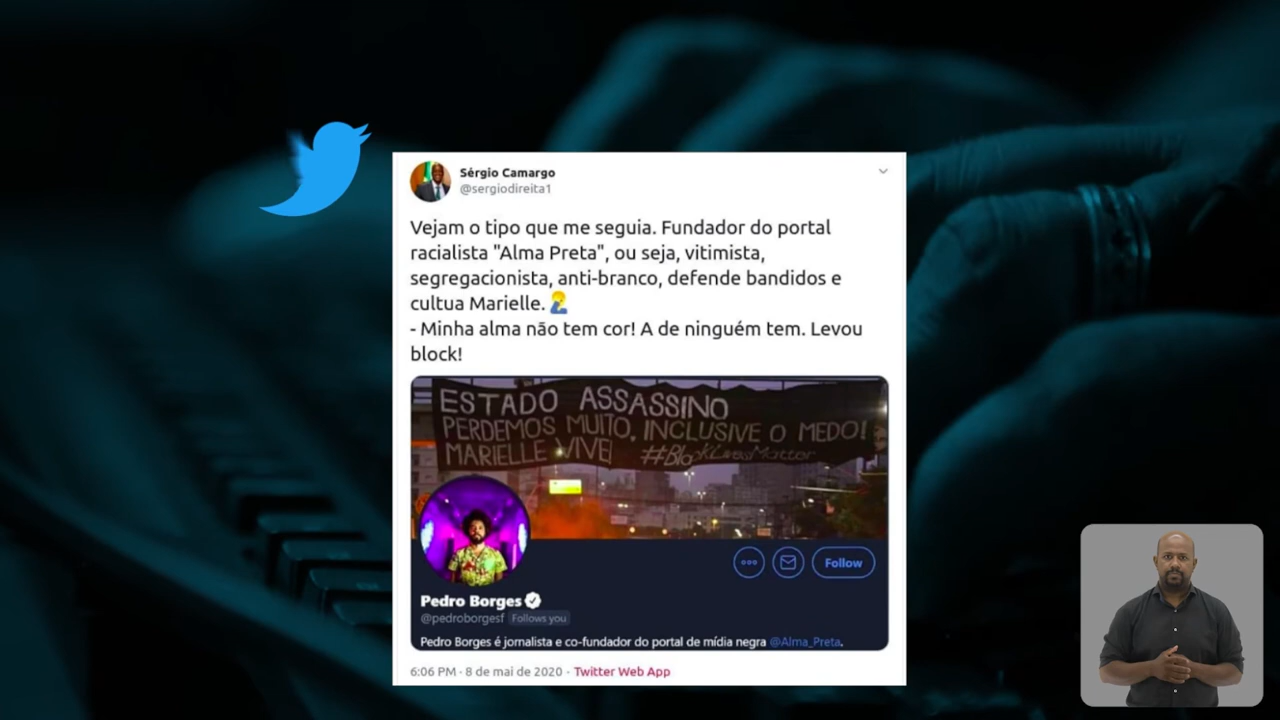 Sérgio Camargo
@sergiodireita1
Vejam o tipo que me seguia. Fundador do portal
racialista "Alma Preta", ou seja, vitimista,
segregacionista, anti-branco, defende bandidos e
cultua Marielle.
- Minha alma não tem cor! A de ninguém tem. Levou
block!
ESTADO ASSASSINO
PERDEMOS MUITO, INCLUSIVE O MEDO!
MARIELLE VIVE! #BlackLivesMatter
Follow
Pedro Borges
@pedroborgesf Follows you
Pedro Borges é jornalista e co-fundador do portal de mídia negra @Alma_Preta.
6:06 PM · 8 de mai de 2020 · Twitter Web App